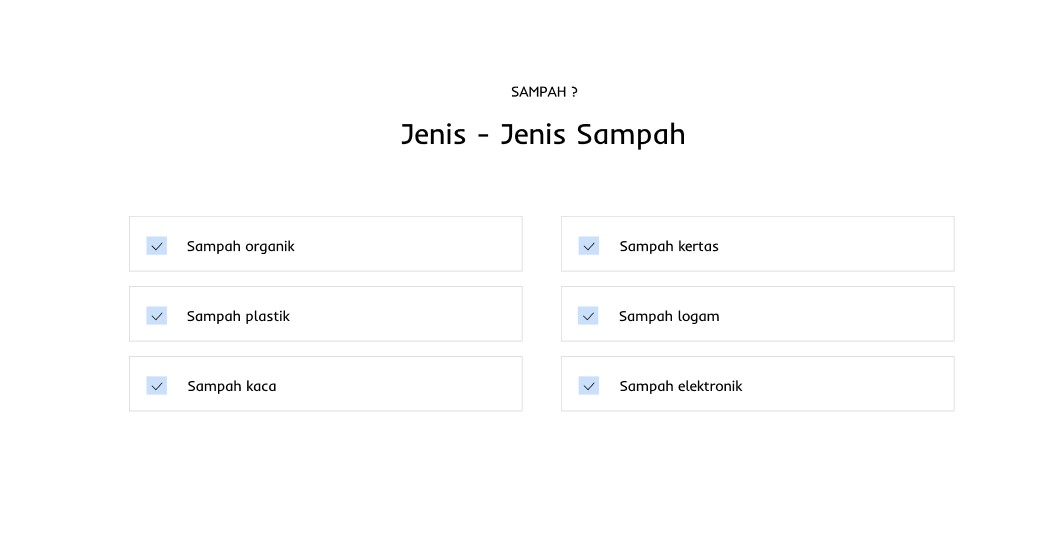 SAMPAH ?
Jenis - Jenis Sampah
Sampah organik
Sampah kertas
Sampah plastik
Sampah logam
Sampah kaca
Sampah elektronik